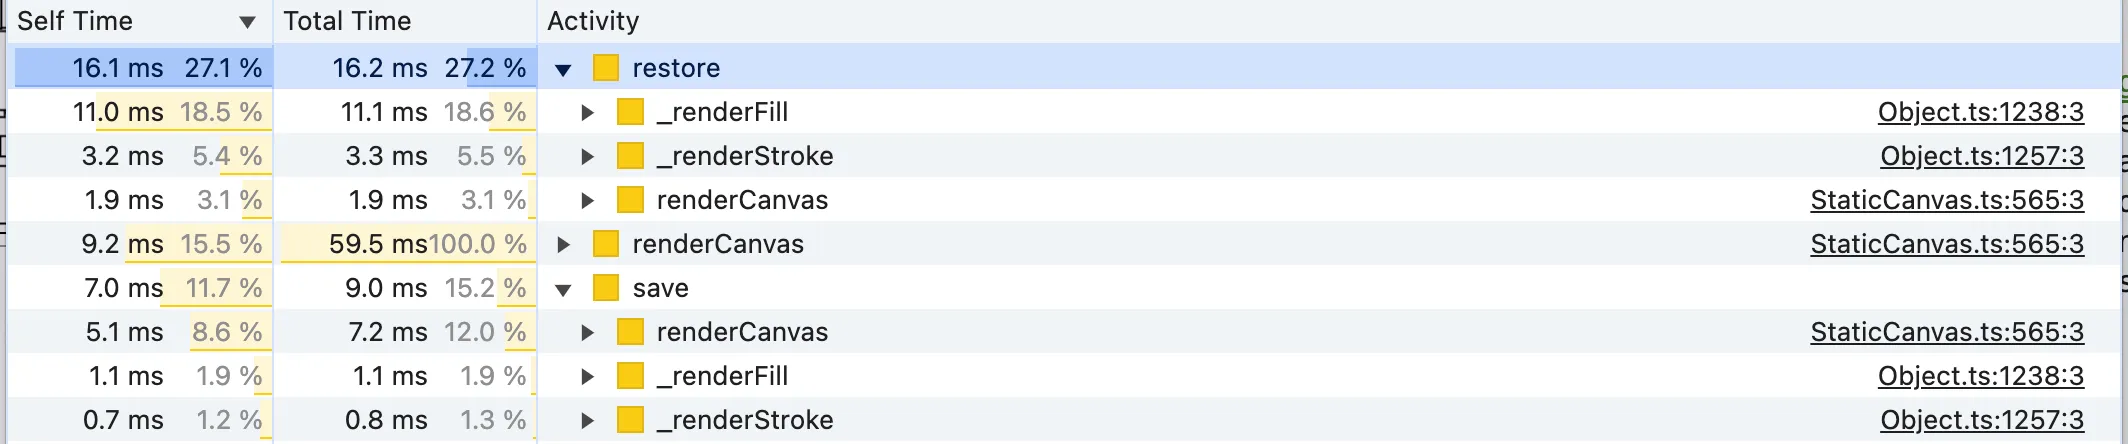 Self Time ▼ Total Time Activity
16.1 ms 27.1 % 16.2 ms 27.2 % ▼ restore
11.0 ms 18.5 % 11.1 ms 18.6 % ▶ _renderFill Object.ts:1238:3
3.2 ms 5.4 % 3.3 ms 5.5 % ▶ _renderStroke Object.ts:1257:3
1.9 ms 3.1 % 1.9 ms 3.1 % ▶ renderCanvas StaticCanvas.ts:565:3
9.2 ms 15.5 % 59.5 ms 100.0 % ▶ renderCanvas StaticCanvas.ts:565:3
7.0 ms 11.7 % 9.0 ms 15.2 % ▼ save
5.1 ms 8.6 % 7.2 ms 12.0 % ▶ renderCanvas StaticCanvas.ts:565:3
1.1 ms 1.9 % 1.1 ms 1.9 % ▶ _renderFill Object.ts:1238:3
0.7 ms 1.2 % 0.8 ms 1.3 % ▶ _renderStroke Object.ts:1257:3